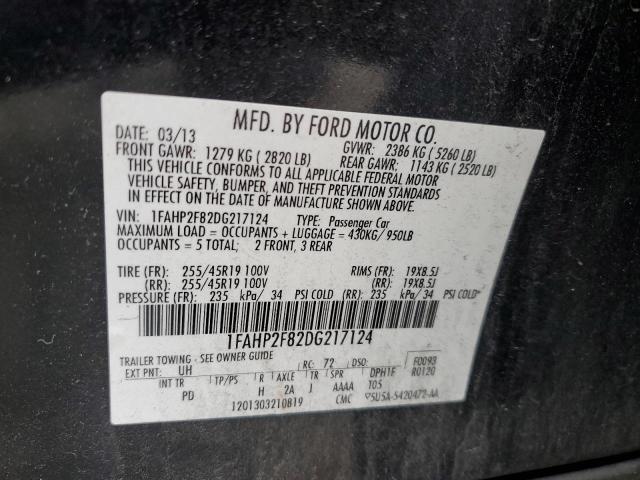 MFD. BY FORD MOTOR CO.
DATE: 03/13 GVWR: 2386 KG ( 5260 LB)
FRONT GAWR: 1279 KG ( 2820 LB) REAR GAWR: 1143 KG ( 2520 LB)
THIS VEHICLE CONFORMS TO ALL APPLICABLE FEDERAL MOTOR
VEHICLE SAFETY, BUMPER, AND THEFT PREVENTION STANDARDS
IN EFFECT ON THE DATE OF MANUFACTURE SHOWN ABOVE.
VIN: 1FAHP2F82DG217124 TYPE: Passenger Car
MAXIMUM LOAD = OCCUPANTS + LUGGAGE = 430KG/ 950LB
OCCUPANTS = 5 TOTAL; 2 FRONT, 3 REAR
TIRE (FR): 255/45R19 100V RIMS (FR): 19X8.5J
(RR): 255/45R19 100V (RR): 19X8.5J
PRESSURE (FR): 235 kPa/ 34 PSI COLD (RR): 235 kPa/ 34 PSI COLD
1FAHP2F82DG217124
TRAILER TOWING - SEE OWNER GUIDE
EXT PNT: UH RC: 72 DSO: F0093
R0120
INT TR TP/PS R AXLE TR SPR DPH1F
PD H 2A J AAAA T05
1201303210819 CMC 5U5A-5420472-AA